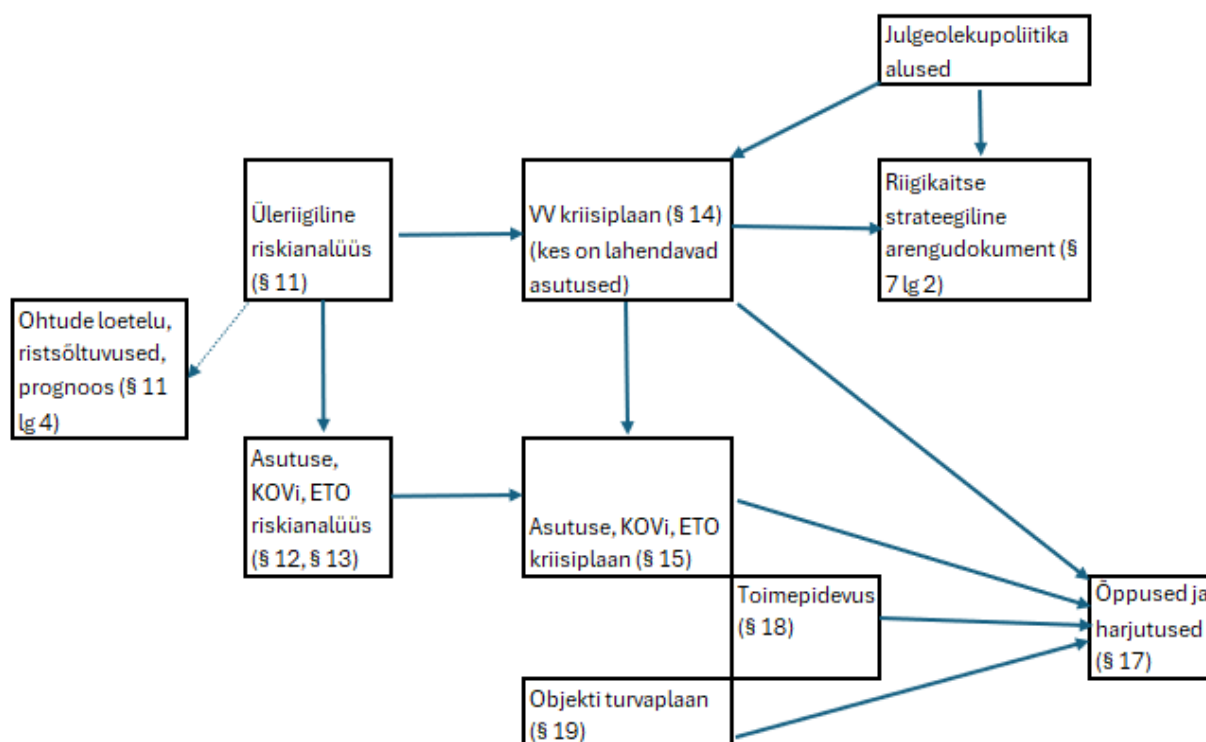 Julgeolekupoliitika
alused
Üleriigiline
riskianalüüs
(§ 11)
VV kriisiplaan (§ 14)
(kes on lahendavad
asutused)
Riigikaitse
strateegiline
arengudokument (§
7 lg 2)
Ohtude loetelu,
ristsõltuvused,
prognoos (§ 11
lg 4)
Asutuse,
KOVi, ETO
riskianalüüs
(§ 12, § 13)
Asutuse, KOVi, ETO
kriisiplaan (§ 15)
Toimepidevus
(§ 18)
Õppused ja
harjutused
(§ 17)
Objekti turvaplaan
(§ 19)